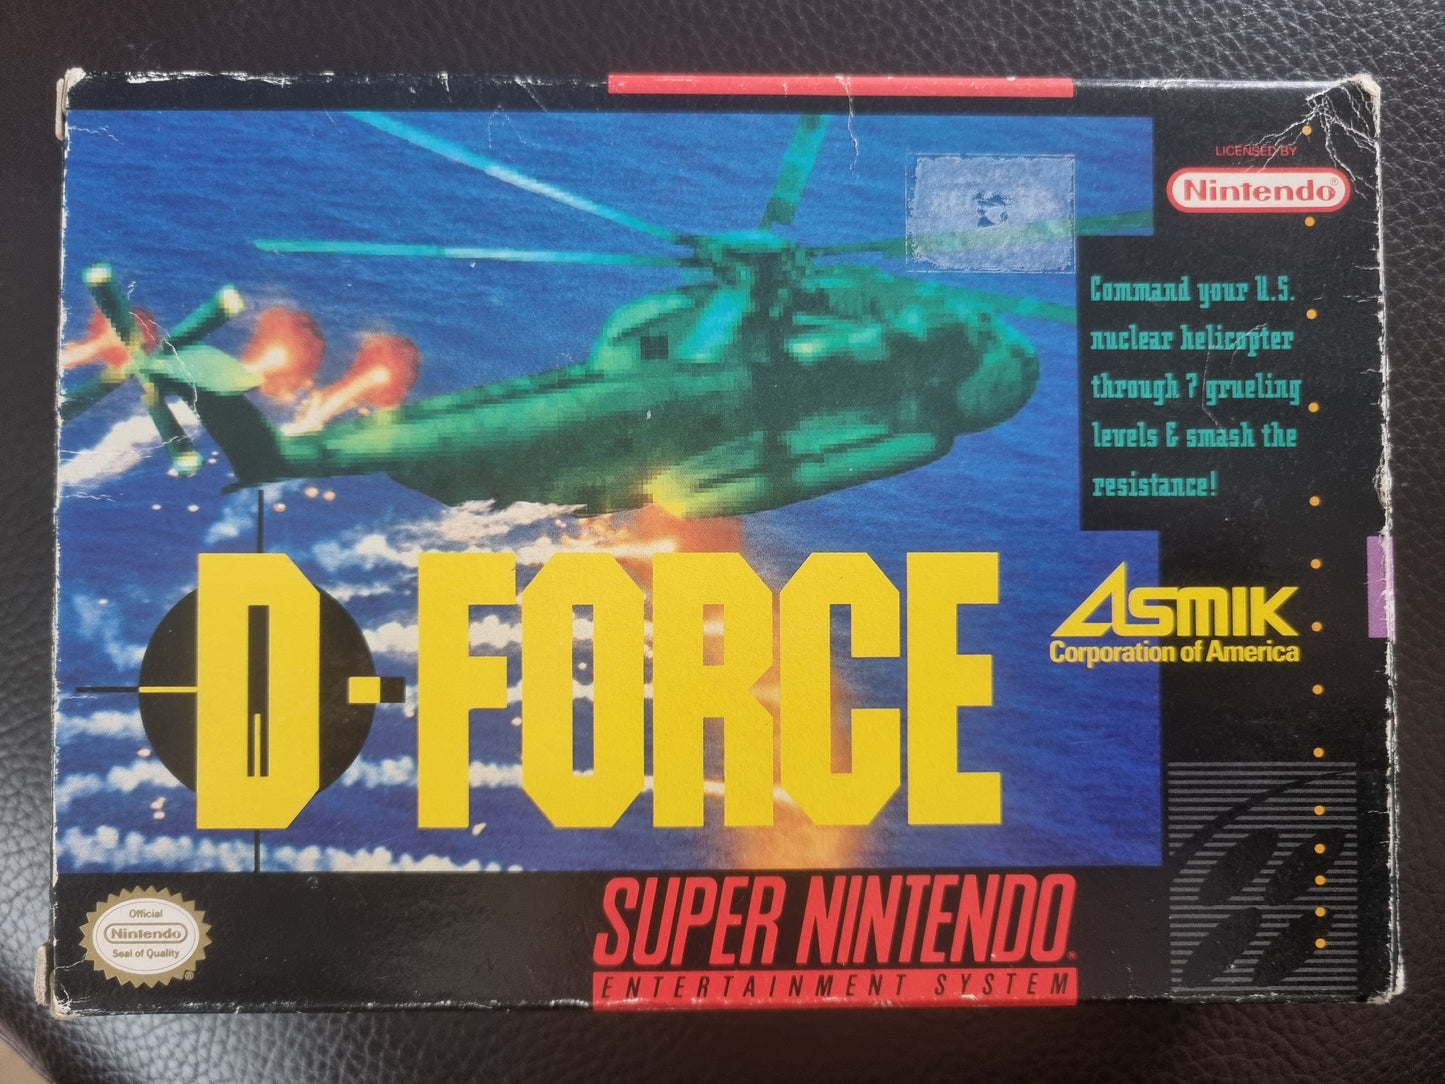 LICENSED BY
Nintendo®
Command your U.S.
nuclear helicopter
through 7 grueling
levels & smash the
resistance!
D-FORCE
ASMIK
Corporation of America
Official
Nintendo
Seal of Quality
®
SUPER NINTENDO®
ENTERTAINMENT SYSTEM